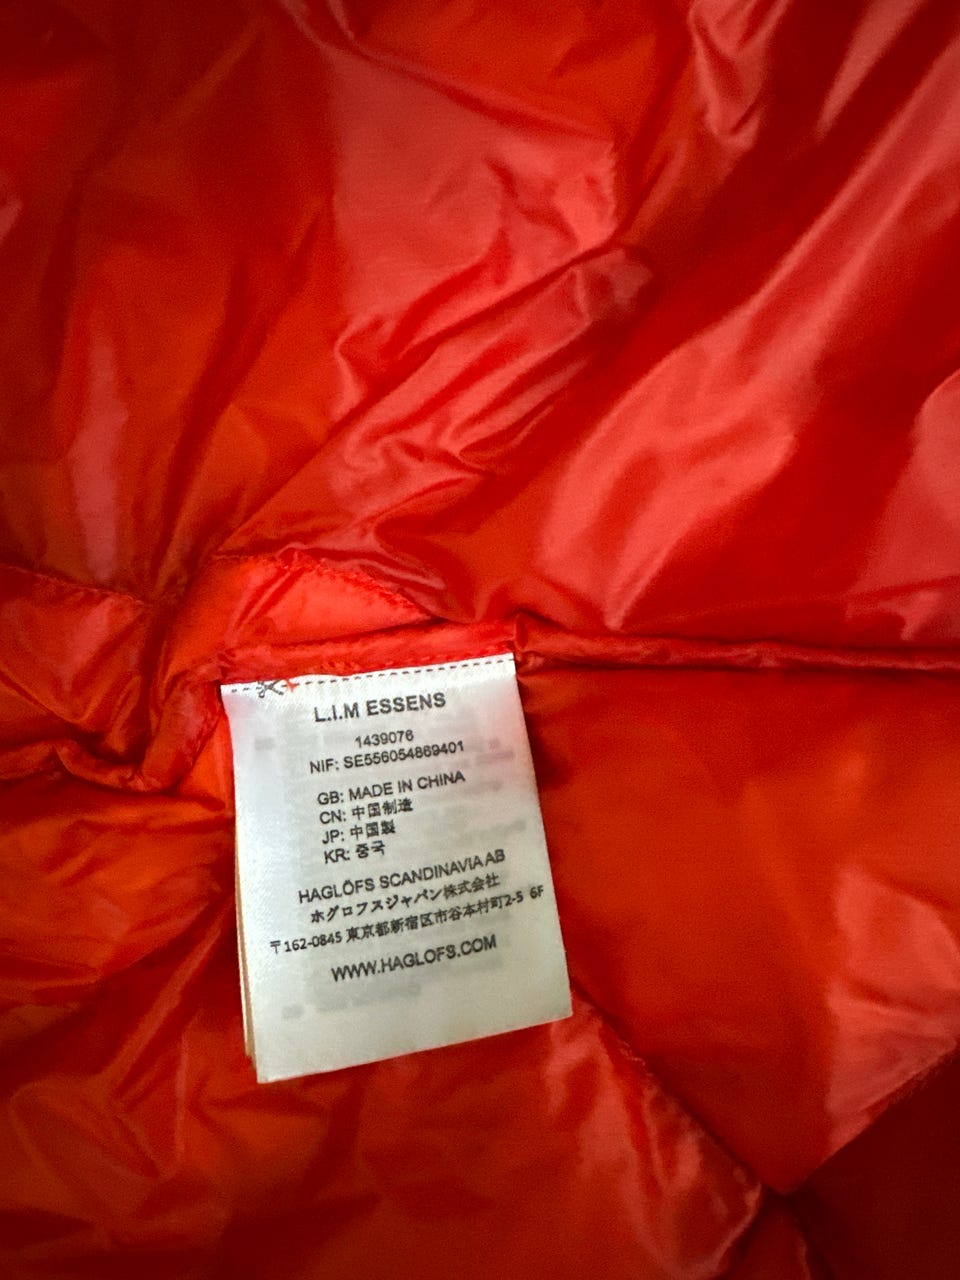 L.I.M ESSENS
1439076
NIF: SE556054869401
GB: MADE IN CHINA
CN: 中国制造
JP: 中国製
KR: 중국
HAGLÖFS SCANDINAVIA AB
ホグロフスジャパン株式会社
〒162-0845 東京都新宿区市谷本村町2-5 6F
WWW.HAGLOFS.COM